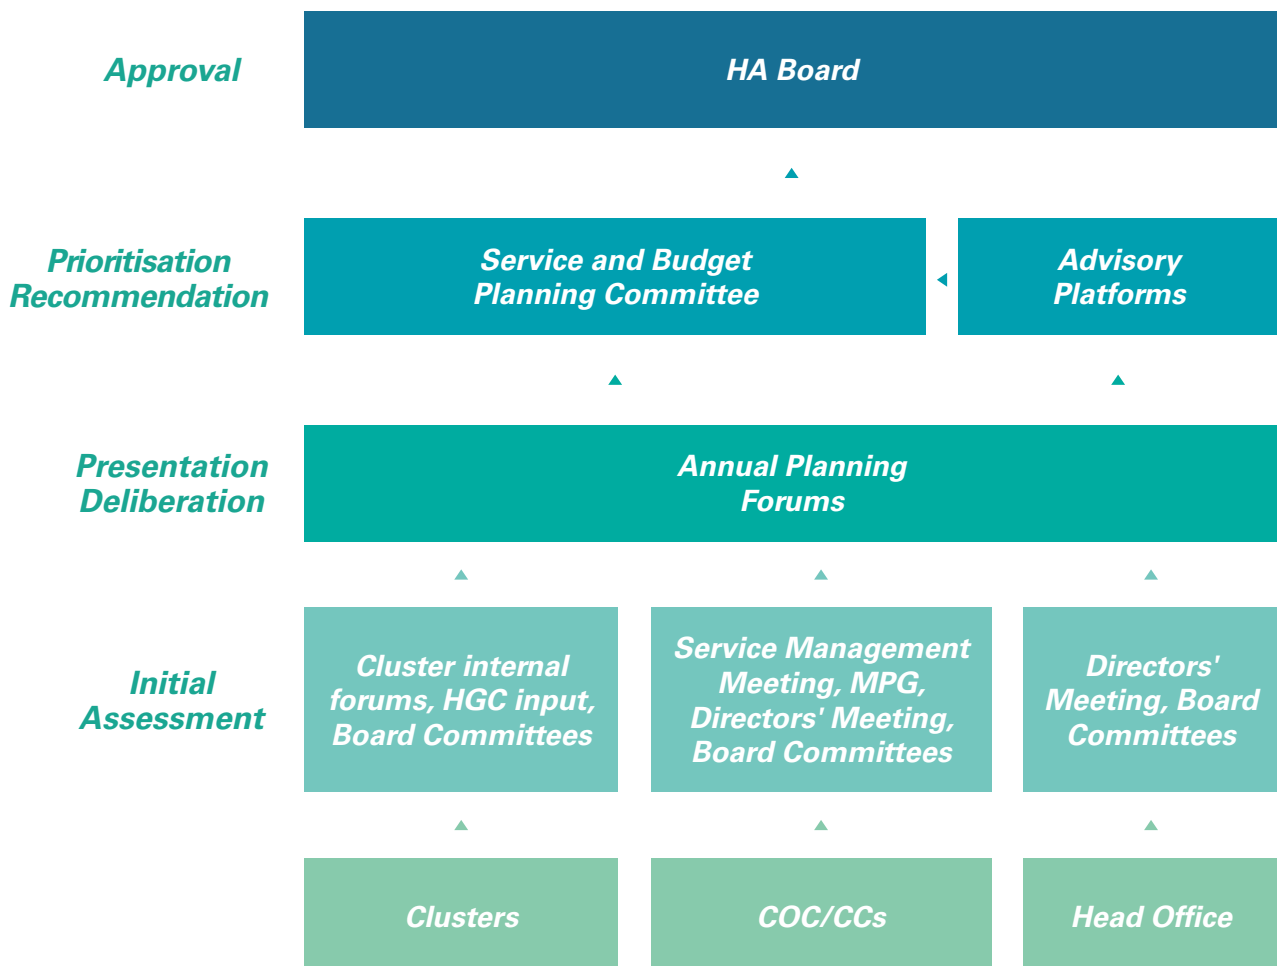 Approval
HA Board
Prioritisation
Recommendation
Service and Budget
Planning Committee
Advisory
Platforms
Presentation
Deliberation
Annual Planning
Forums
Initial
Assessment
Cluster internal
forums, HGC input,
Board Committees
Service Management
Meeting, MPG,
Directors' Meeting,
Board Committees
Directors'
Meeting, Board
Committees
Clusters
COC/CCs
Head Office